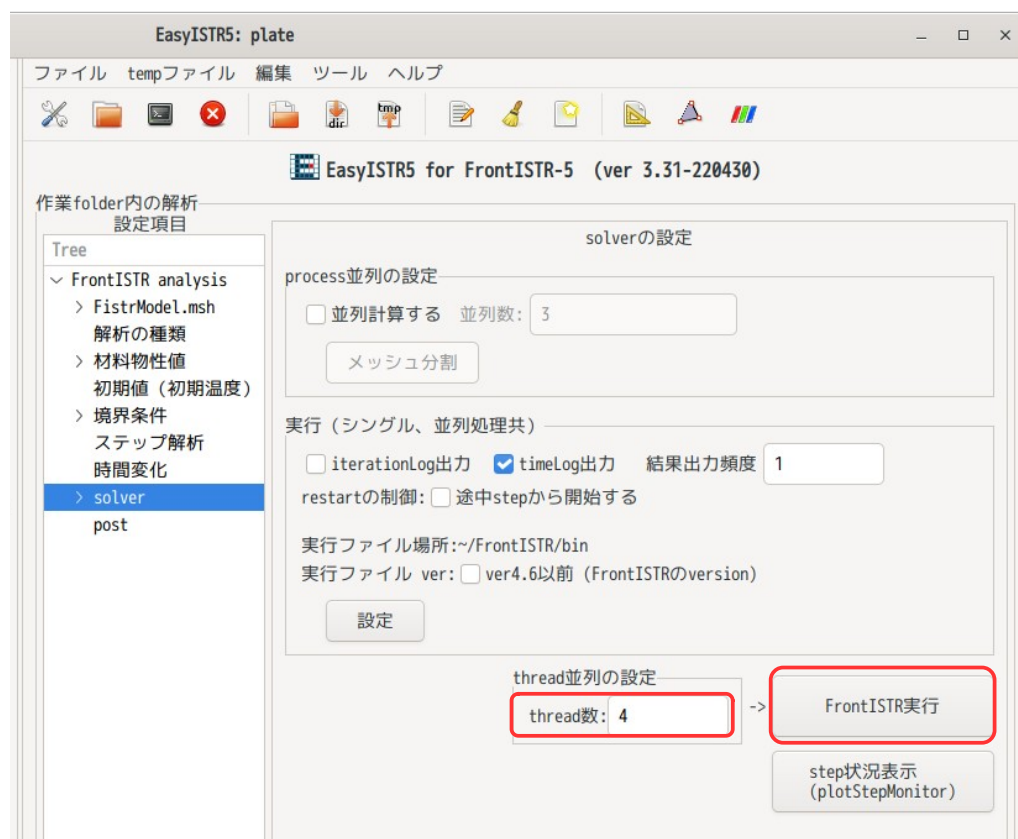 EasyISTR5: plate
ファイル tempファイル 編集 ツール ヘルプ
dir
tmp
EasyISTR5 for FrontISTR-5 (ver 3.31-220430)
作業folder内の解析
設定項目
Tree
FrontISTR analysis
FistrModel.msh
解析の種類
材料物性値
初期値（初期温度）
境界条件
ステップ解析
時間変化
solver
post
solverの設定
process並列の設定
並列計算する 並列数: 3
メッシュ分割
実行（シングル、並列処理共）
iterationLog出力 timeLog出力 結果出力頻度 1
restartの制御: 途中stepから開始する
実行ファイル場所:~/FrontISTR/bin
実行ファイル ver: ver4.6以前 (FrontISTRのversion)
設定
thread並列の設定
thread数: 4
-> FrontISTR実行
step状況表示
(plotStepMonitor)